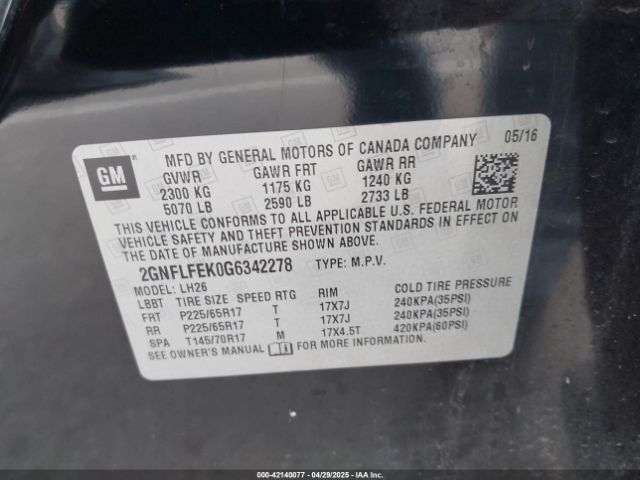 MFD BY GENERAL MOTORS OF CANADA COMPANY 05/16
GM
GVWR GAWR FRT GAWR RR
2300 KG 1175 KG 1240 KG
5070 LB 2590 LB 2733 LB
THIS VEHICLE CONFORMS TO ALL APPLICABLE U.S. FEDERAL MOTOR
VEHICLE SAFETY AND THEFT PREVENTION STANDARDS IN EFFECT ON
THE DATE OF MANUFACTURE SHOWN ABOVE.
2GNFLFEK0G6342278 TYPE: M.P.V.
MODEL: LH26
LBBT TIRE SIZE SPEED RTG RIM COLD TIRE PRESSURE
FRT P225/65R17 T 17X7J 240KPA(35PSI)
RR P225/65R17 T 17X7J 240KPA(35PSI)
SPA T145/70R17 M 17X4.5T 420KPA(60PSI)
SEE OWNER'S MANUAL FOR MORE INFORMATION.
000-42140077 - 04/29/2025 - IAAI.COM